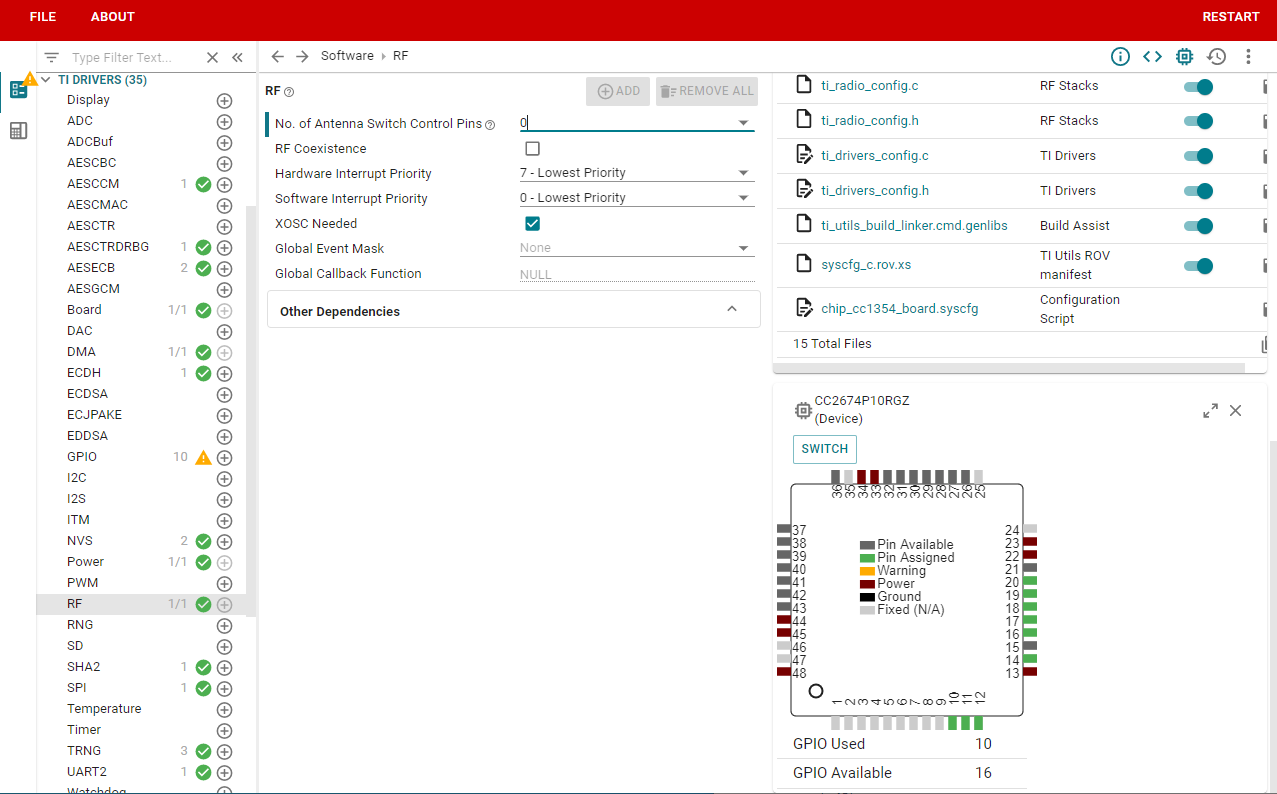 FILE ABOUT RESTART
Type Filter Text...
TI DRIVERS (35)
Display
ADC
ADCBuf
AESCBC
AESCCM 1
AESCMAC
AESCTR
AESCTRDRBG 1
AESECB 2
AESGCM
Board 1/1
DAC
DMA 1/1
ECDH 1
ECDSA
ECJPAKE
EDDSA
GPIO 10
I2C
I2S
ITM
NVS 2
Power 1/1
PWM
RF 1/1
RNG
SD
SHA2 1
SPI 1
Temperature
Timer
TRNG 3
UART2 1
Watchdog
Software › RF
RF ADD REMOVE ALL
No. of Antenna Switch Control Pins 0
RF Coexistence
Hardware Interrupt Priority 7 - Lowest Priority
Software Interrupt Priority 0 - Lowest Priority
XOSC Needed
Global Event Mask None
Global Callback Function NULL
Other Dependencies
ti_radio_config.c RF Stacks
ti_radio_config.h RF Stacks
ti_drivers_config.c TI Drivers
ti_drivers_config.h TI Drivers
ti_utils_build_linker.cmd.genlibs Build Assist
syscfg_c.rov.xs TI Utils ROV
manifest
chip_cc1354_board.syscfg Configuration
Script
15 Total Files
CC2674P10RGZ
(Device)
SWITCH
36 35 34 33 32 31 30 29 28 27 26 25
37 24
38 23
39 22
40 21
41 20
42 19
43 18
44 17
45 16
46 15
47 14
48 13
Pin Available
Pin Assigned
Warning
Power
Ground
Fixed (N/A)
1 2 3 4 5 6 7 8 9 10 11 12
GPIO Used 10
GPIO Available 16